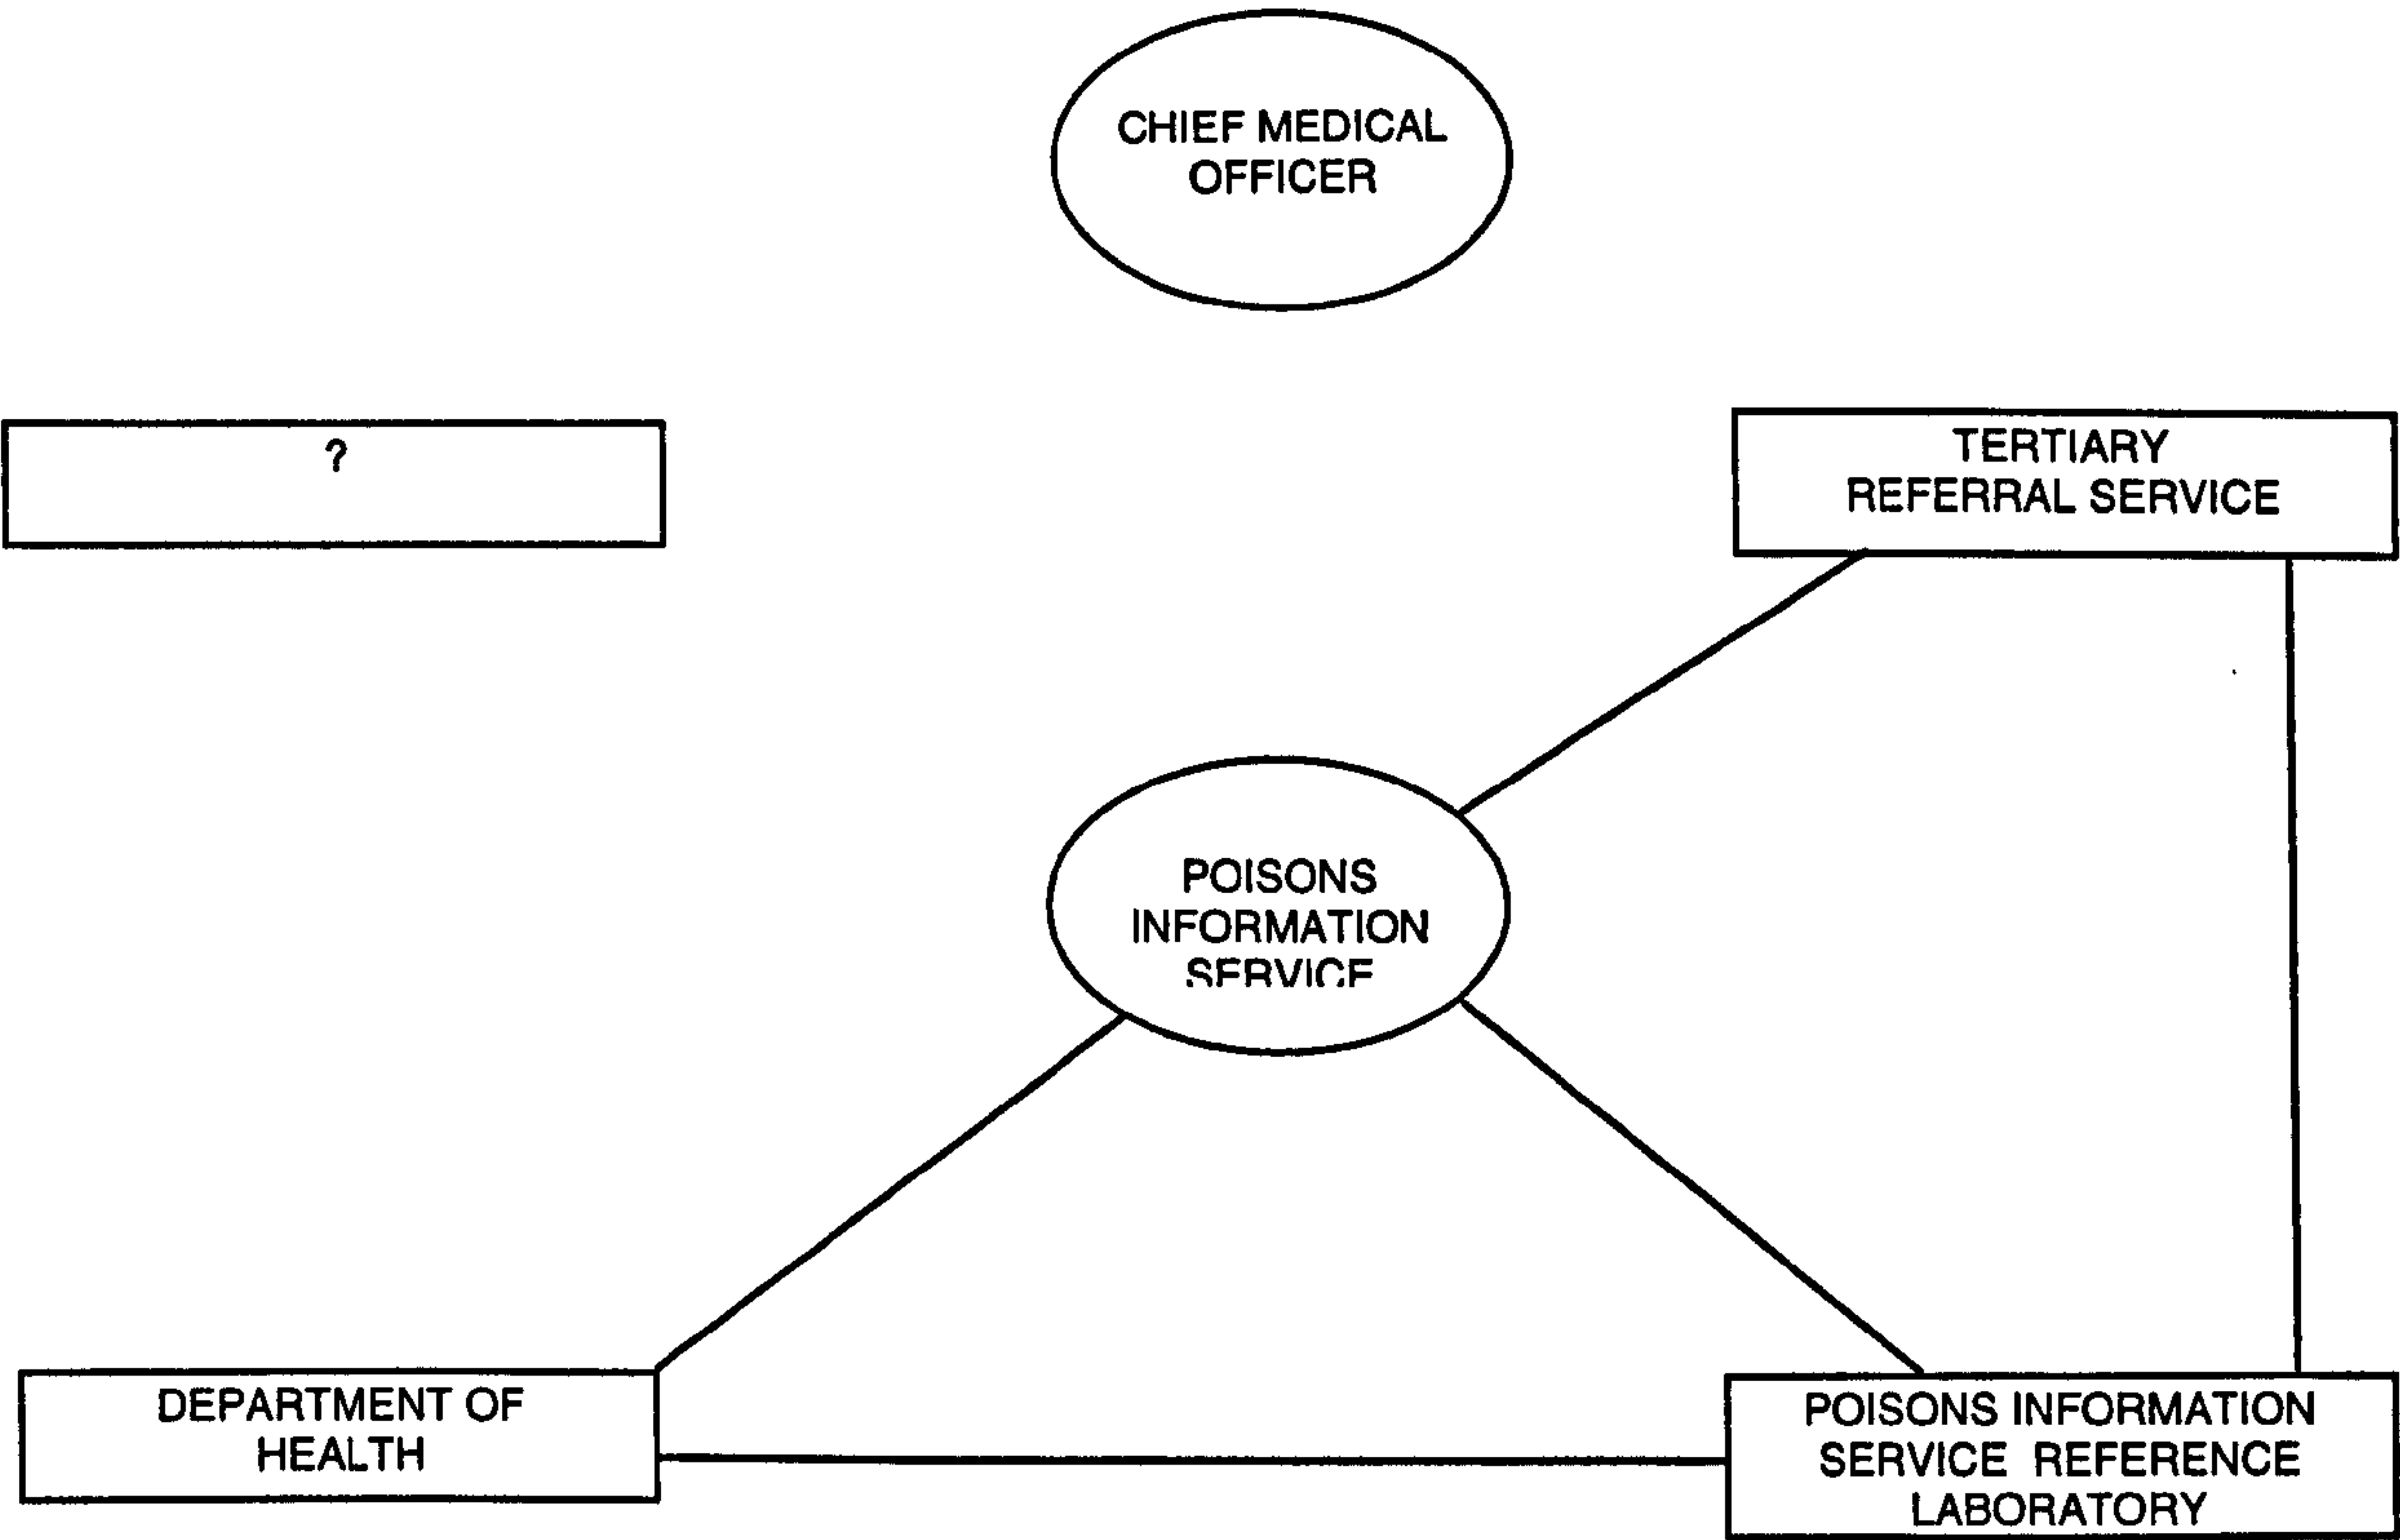 CHIEF MEDICAL
OFFICER
?
TERTIARY
REFERRAL SERVICE
POISONS
INFORMATION
SERVICE
DEPARTMENT OF
HEALTH
POISONS INFORMATION
SERVICE REFERENCE
LABORATORY